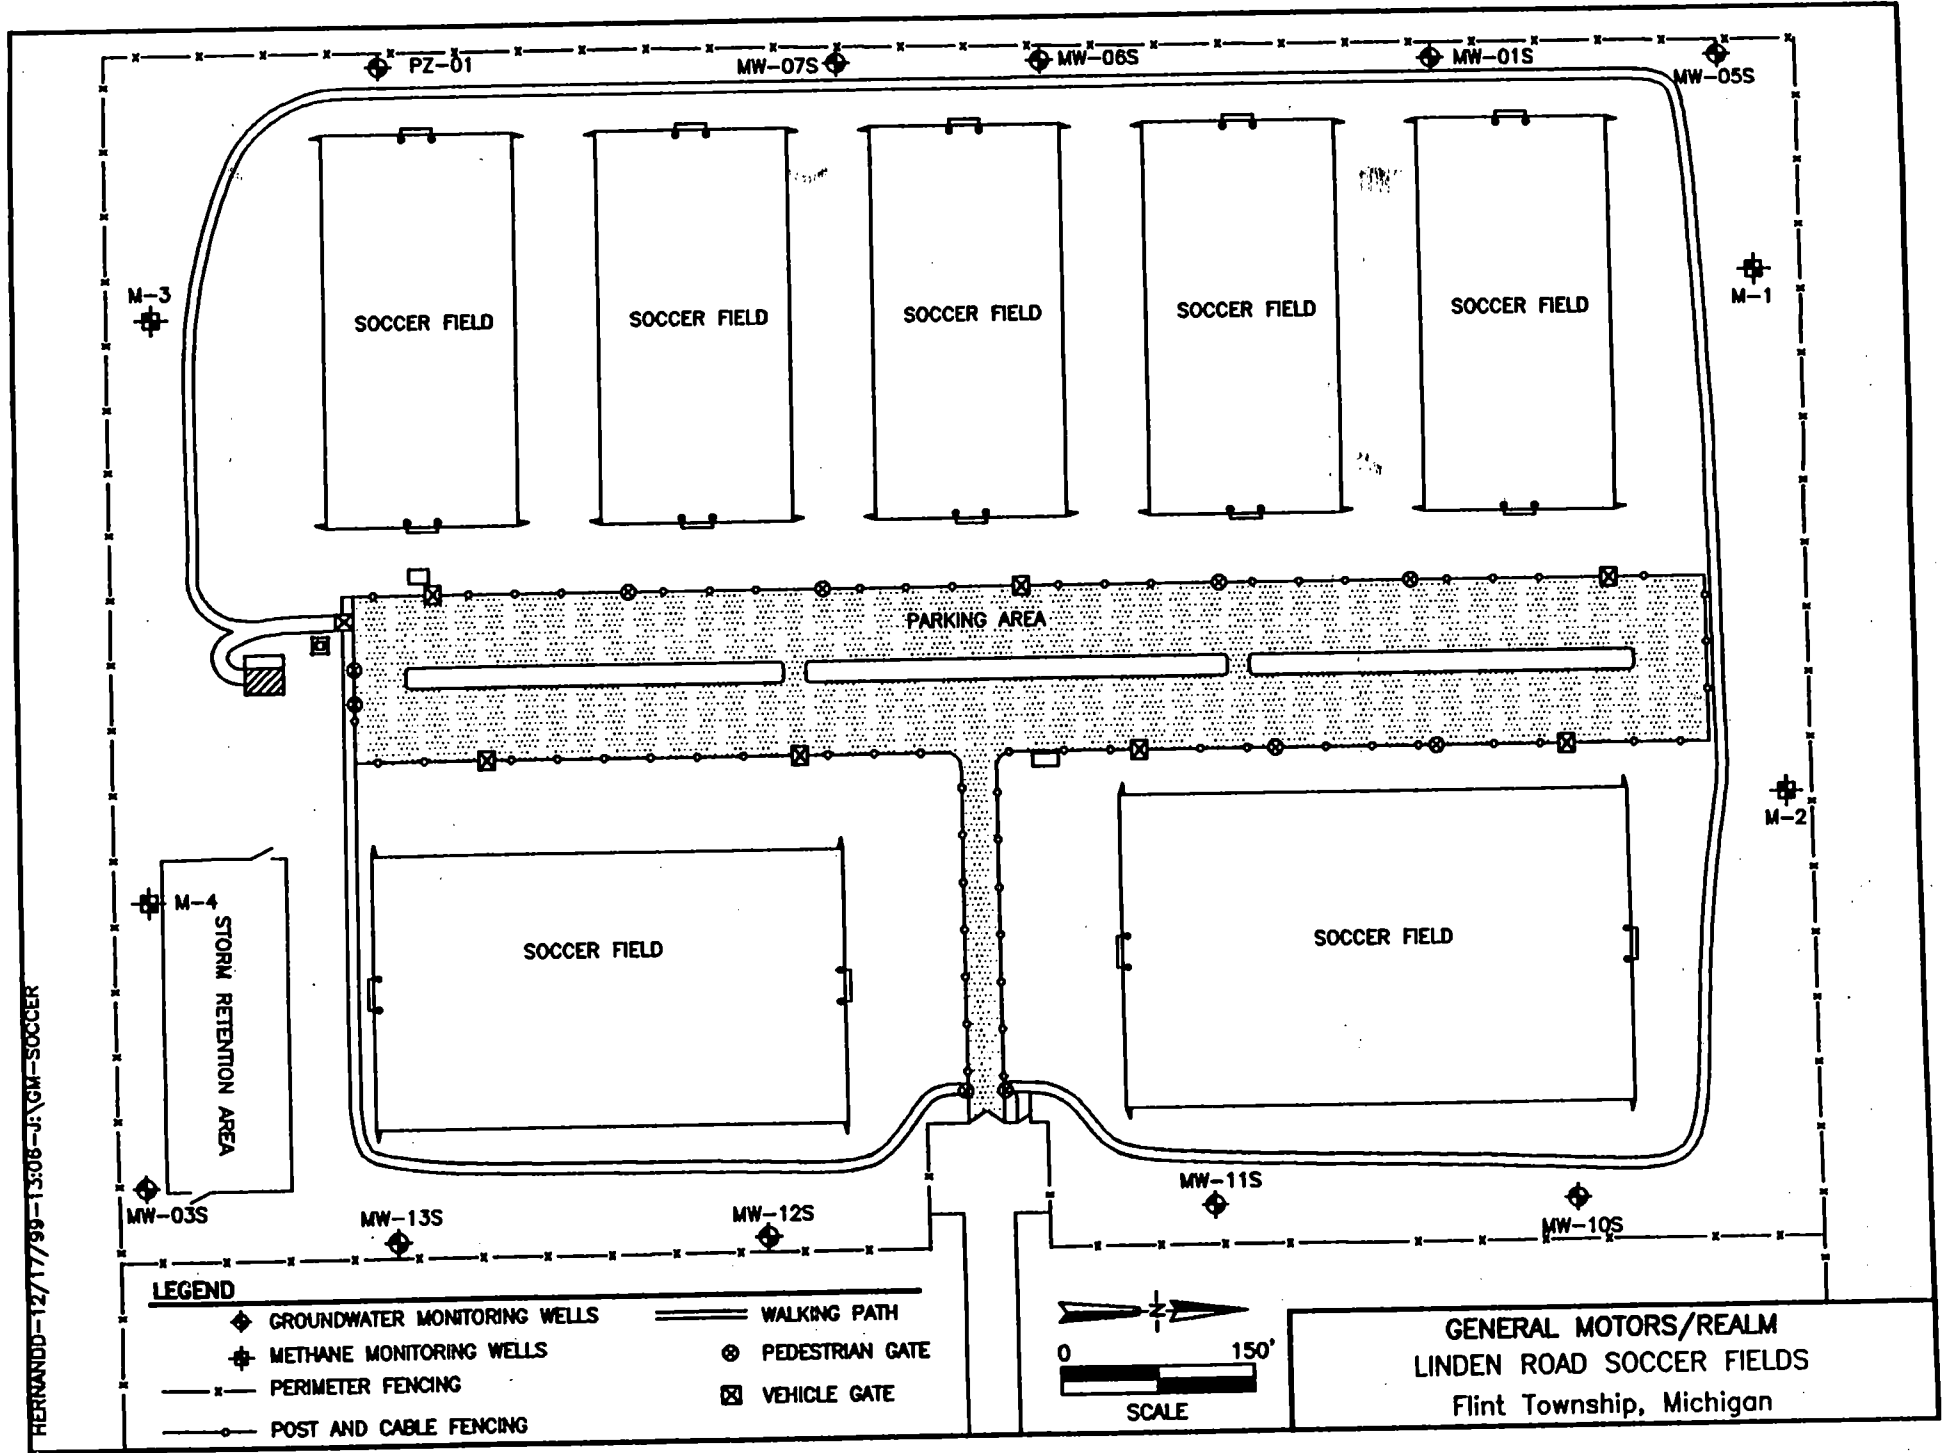 PZ-01
MW-07S
MW-06S
MW-01S
MW-05S
M-3
M-1
SOCCER FIELD
SOCCER FIELD
SOCCER FIELD
SOCCER FIELD
SOCCER FIELD
PARKING AREA
M-2
M-4
STORM RETENTION AREA
SOCCER FIELD
SOCCER FIELD
MW-03S
MW-13S
MW-12S
MW-11S
MW-10S
HERNANDO-12/17/99-13:06-J:\GM-SOCCER
LEGEND
GROUNDWATER MONITORING WELLS
METHANE MONITORING WELLS
PERIMETER FENCING
POST AND CABLE FENCING
WALKING PATH
PEDESTRIAN GATE
VEHICLE GATE
N
0 150'
SCALE
GENERAL MOTORS/REALM
LINDEN ROAD SOCCER FIELDS
Flint Township, Michigan